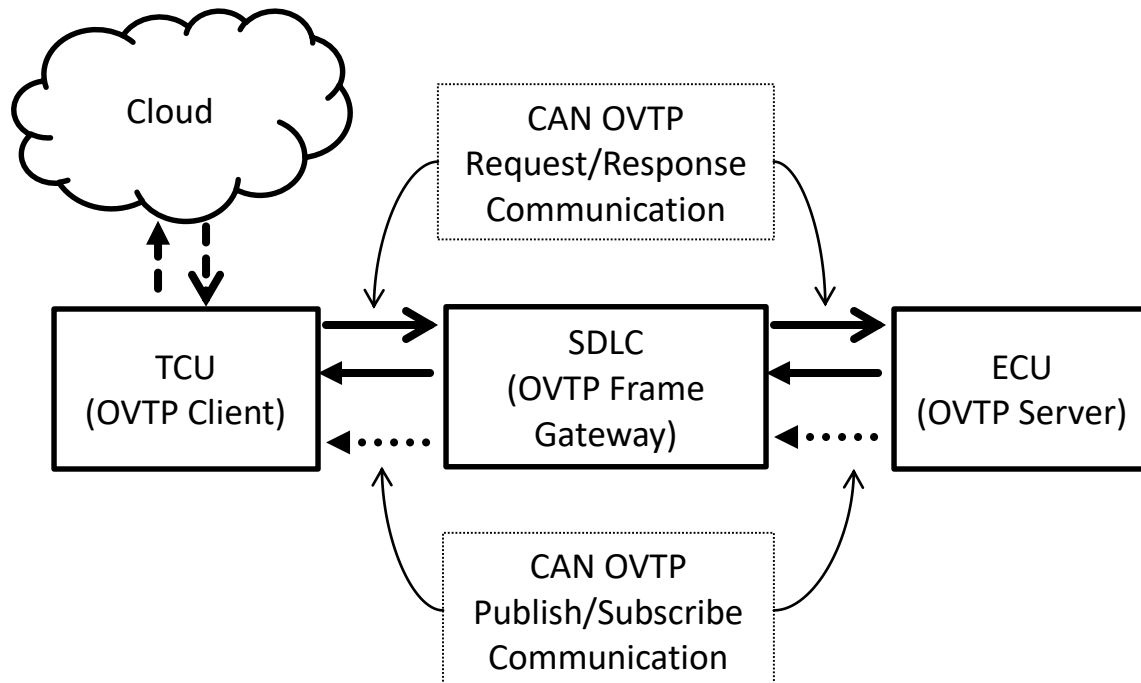 Cloud
CAN OVTP
Request/Response
Communication
TCU
(OVTP Client)
SDLC
(OVTP Frame
Gateway)
ECU
(OVTP Server)
CAN OVTP
Publish/Subscribe
Communication